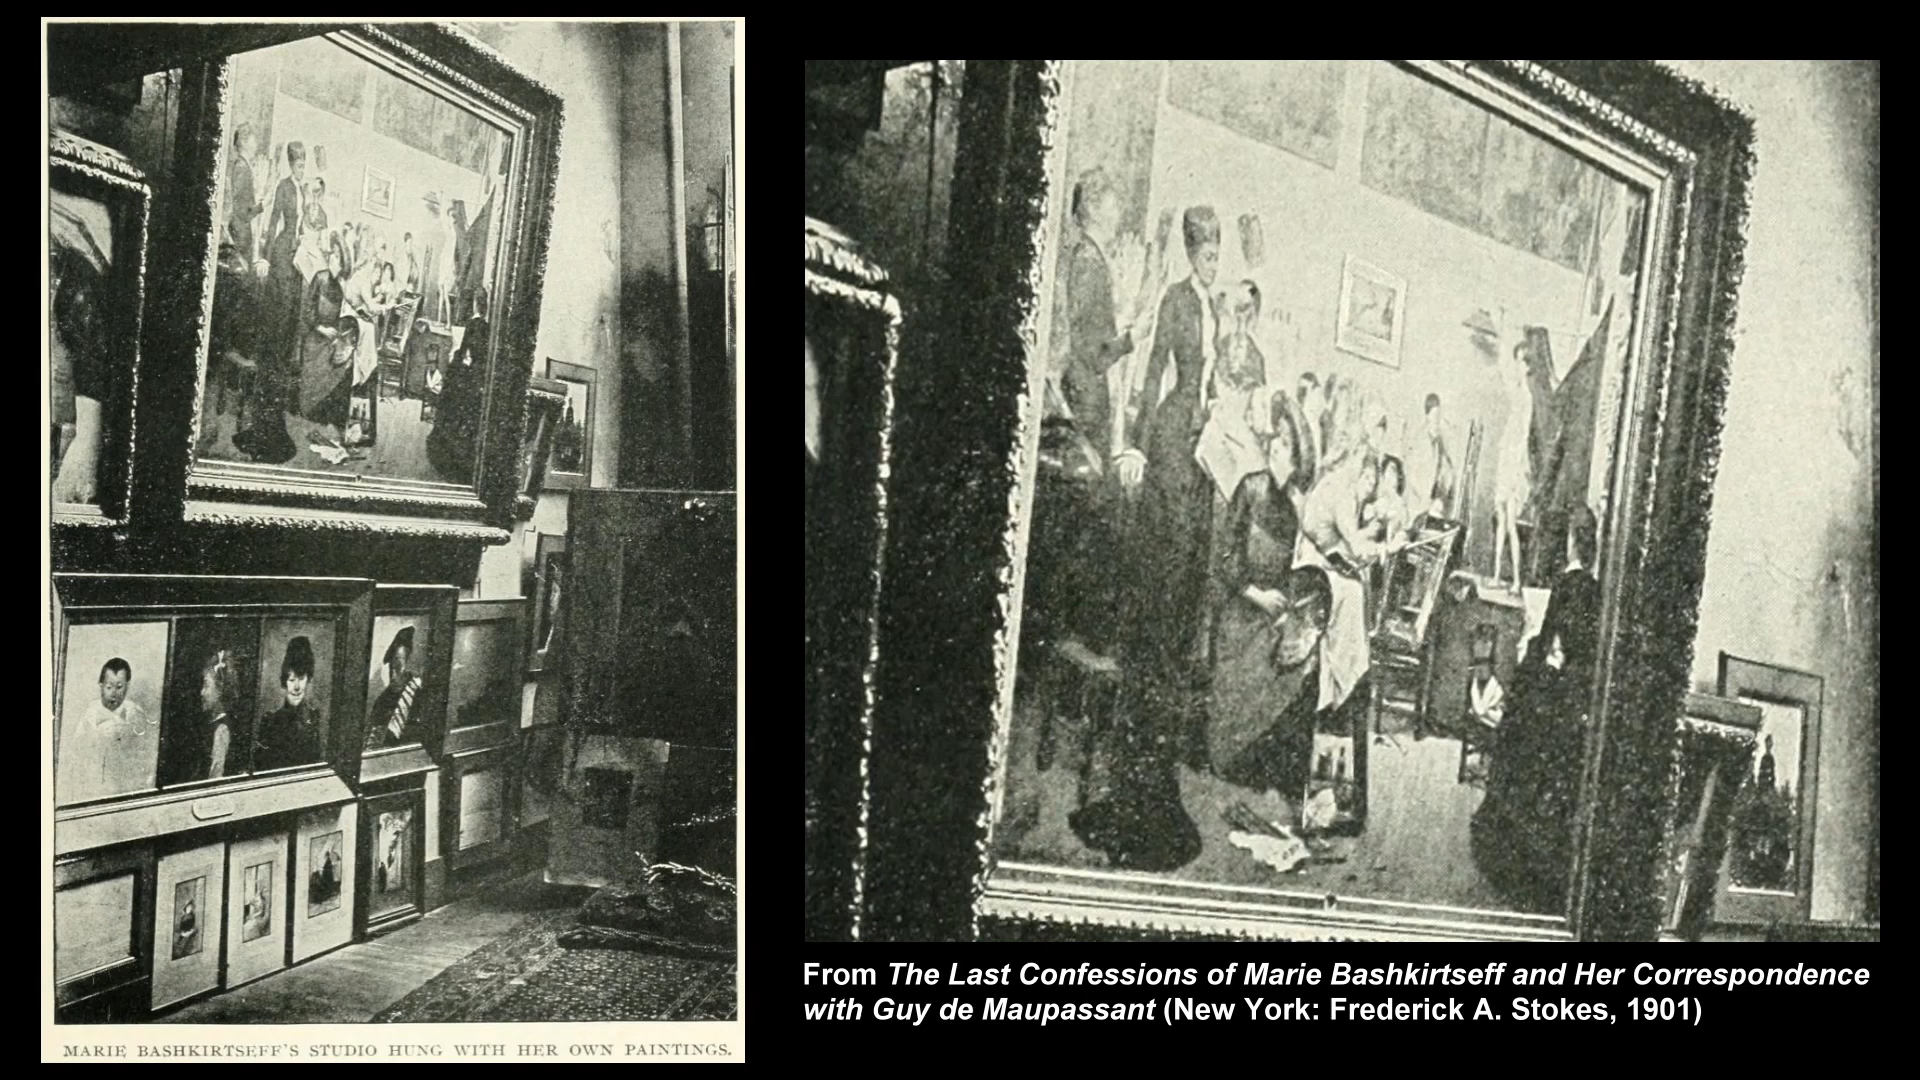 MARIE BASHKIRTSEFF'S STUDIO HUNG WITH HER OWN PAINTINGS.
From The Last Confessions of Marie Bashkirtseff and Her Correspondence
with Guy de Maupassant (New York: Frederick A. Stokes, 1901)